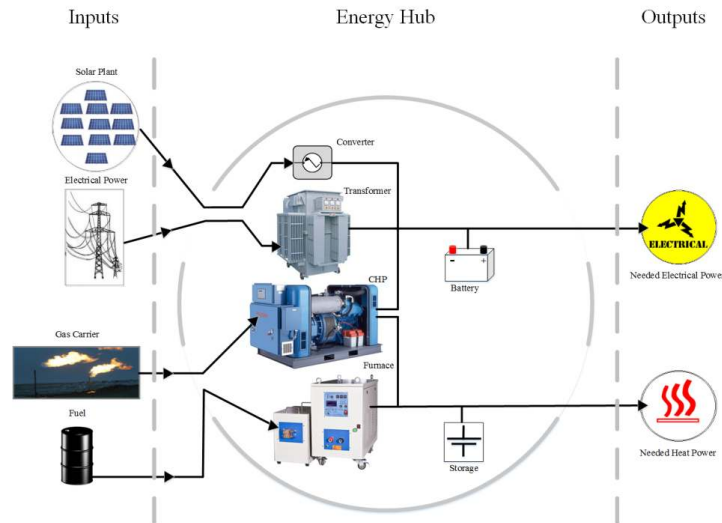 Inputs
Energy Hub
Outputs
Solar Plant
Converter
Electrical Power
Transformer
ELECTRICAL
Battery
Needed Electrical Power
CHP
Gas Carrier
Furnace
Fuel
Storage
Needed Heat Power